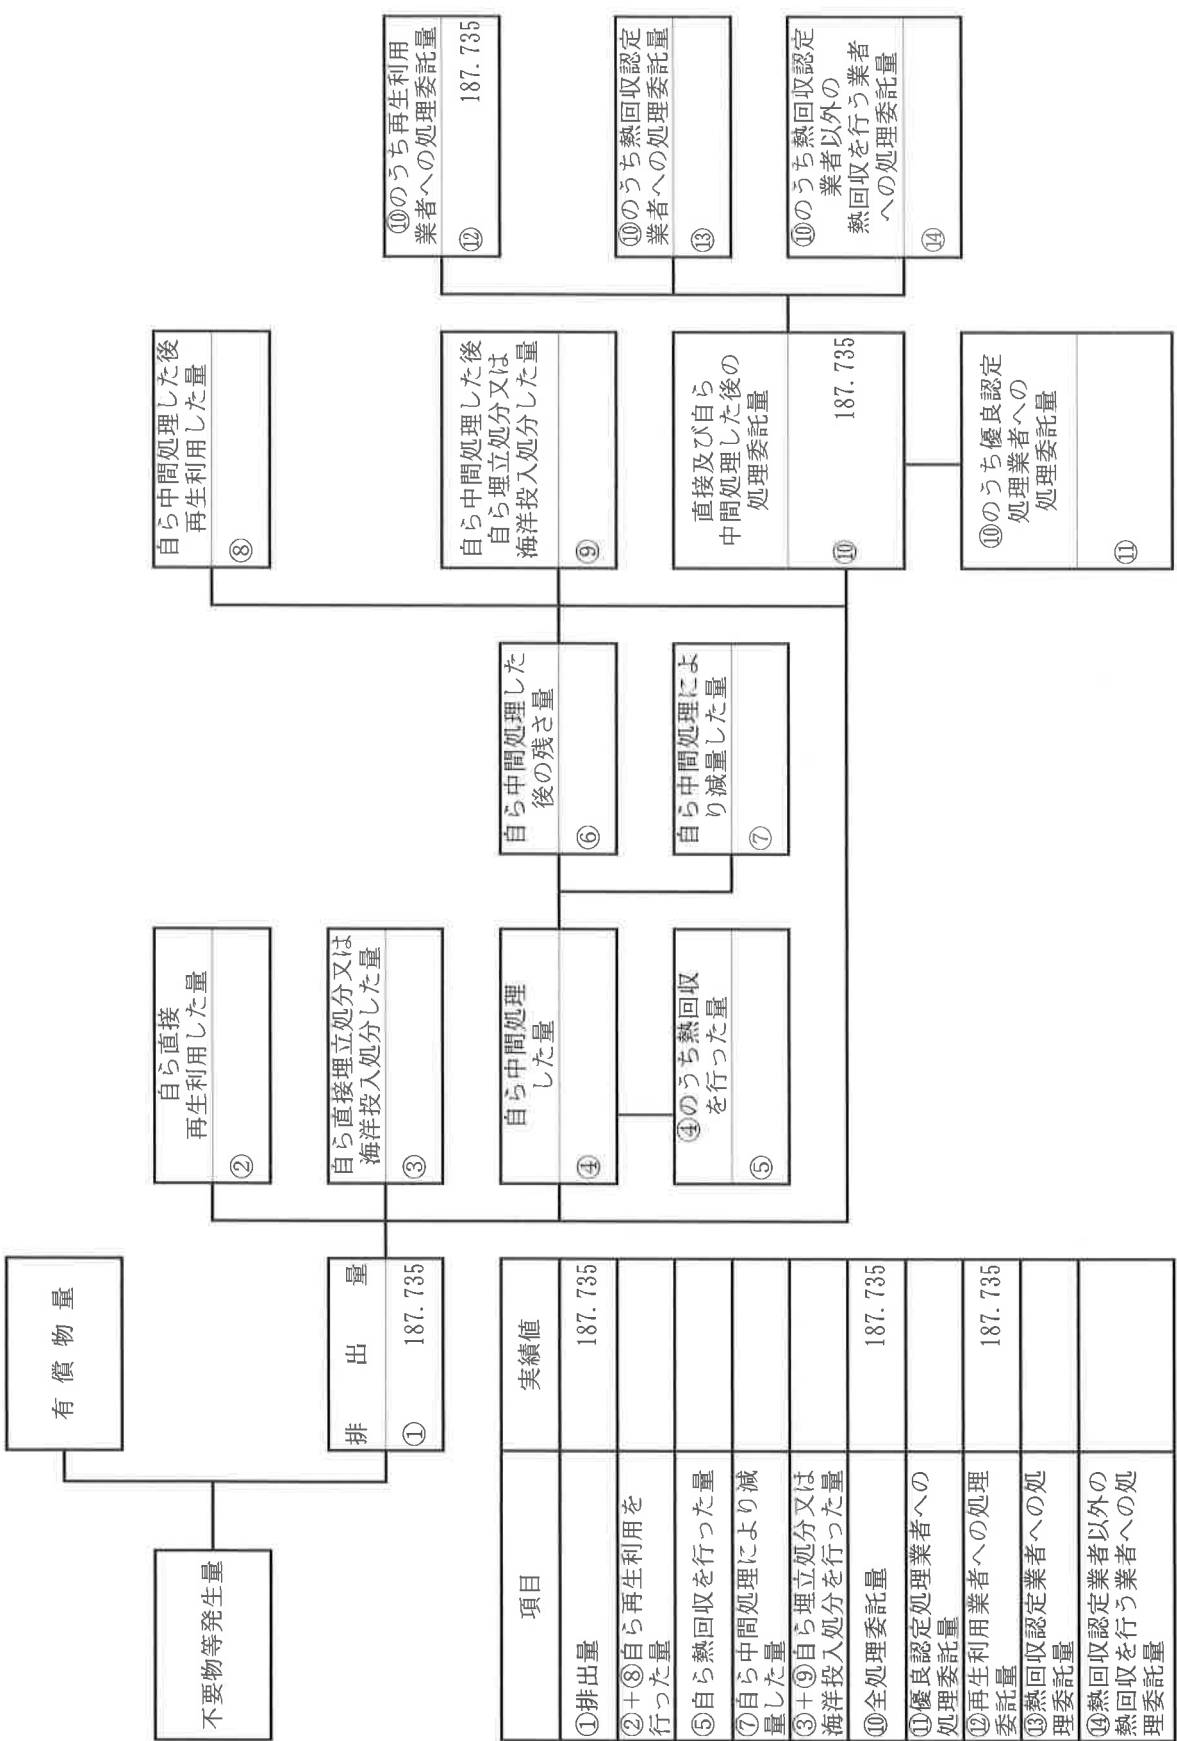 不要物等発生量
有償物量
排出量
① 187.735
自ら直接
再生利用した量
②
自ら直接埋立処分又は
海洋投入処分した量
③
自ら中間処理
した量
④
④のうち熱回収
を行った量
⑤
自ら中間処理した
後の残さ量
⑥
自ら中間処理によ
り減量した量
⑦
自ら中間処理した後
再生利用した量
⑧
自ら中間処理した後
自ら埋立処分又は
海洋投入処分した量
⑨
直接及び自ら
中間処理した後の
処理委託量
⑩ 187.735
⑩のうち優良認定
処理業者への
処理委託量
⑪
⑩のうち再生利用
業者への処理委託量
⑫ 187.735
⑩のうち熱回収認定
業者への処理委託量
⑬
⑩のうち熱回収認定
業者以外の
熱回収を行う業者
への処理委託量
⑭
項目 実績値
①排出量 187.735
②+⑧自ら再生利用を
行った量
⑤自ら熱回収を行った量
⑦自ら中間処理により減
量した量
③+⑨自ら埋立処分又は
海洋投入処分を行った量
⑩全処理委託量 187.735
⑪優良認定処理業者への
処理委託量
⑫再生利用業者への処理
委託量 187.735
⑬熱回収認定業者への処
理委託量
⑭熱回収認定業者以外の
熱回収を行う業者への処
理委託量